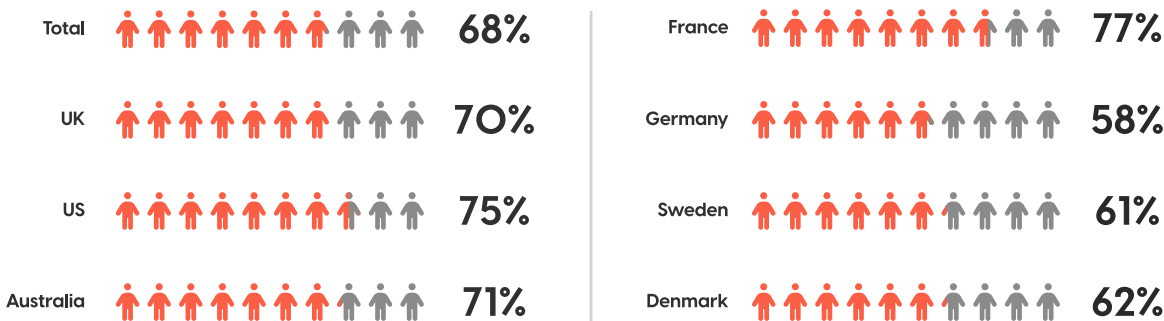 Total 68%
UK 70%
US 75%
Australia 71%
France 77%
Germany 58%
Sweden 61%
Denmark 62%